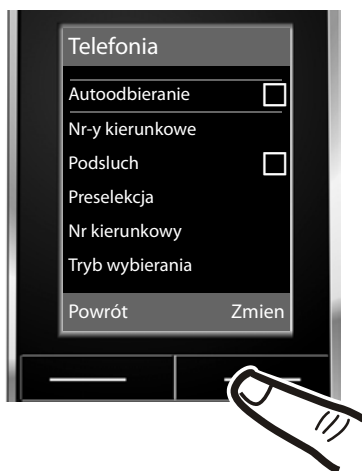 Telefonia
Autoodbieranie
Nr-y kierunkowe
Podsluch
Preselekcja
Nr kierunkowy
Tryb wybierania
Powrót Zmien